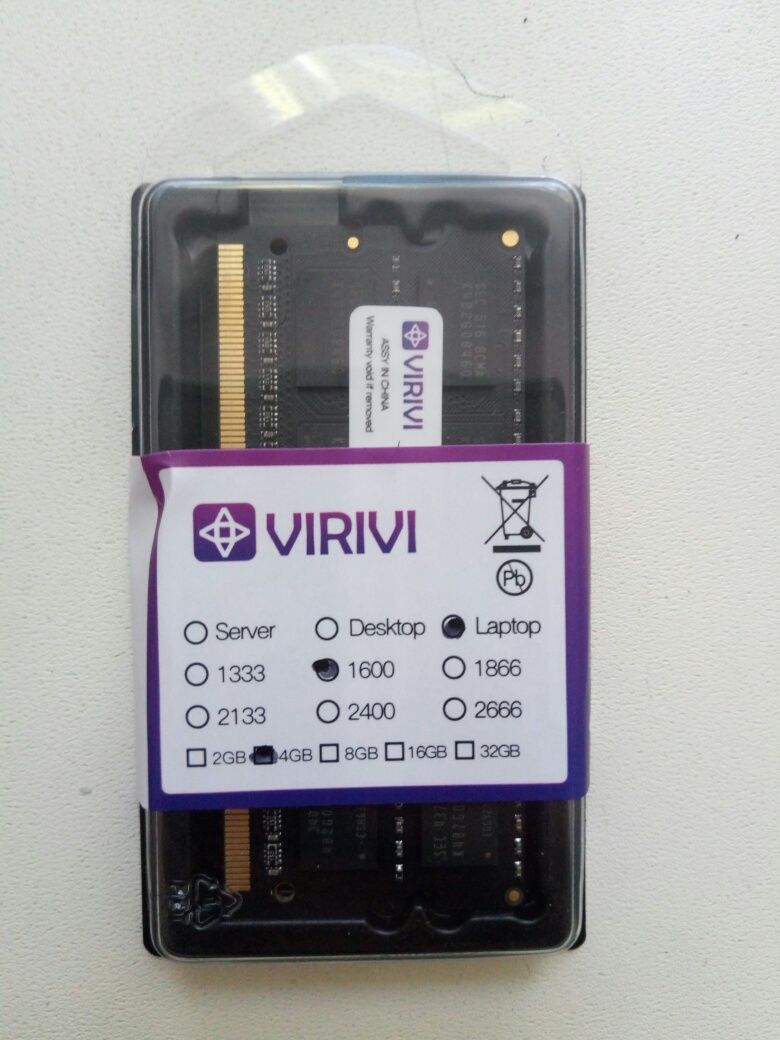 VIRIVI
ASSY IN CHINA
Warranty void if removed
VIRIVI
Pb
Server Desktop Laptop
1333 1600 1866
2133 2400 2666
2GB 4GB 8GB 16GB 32GB